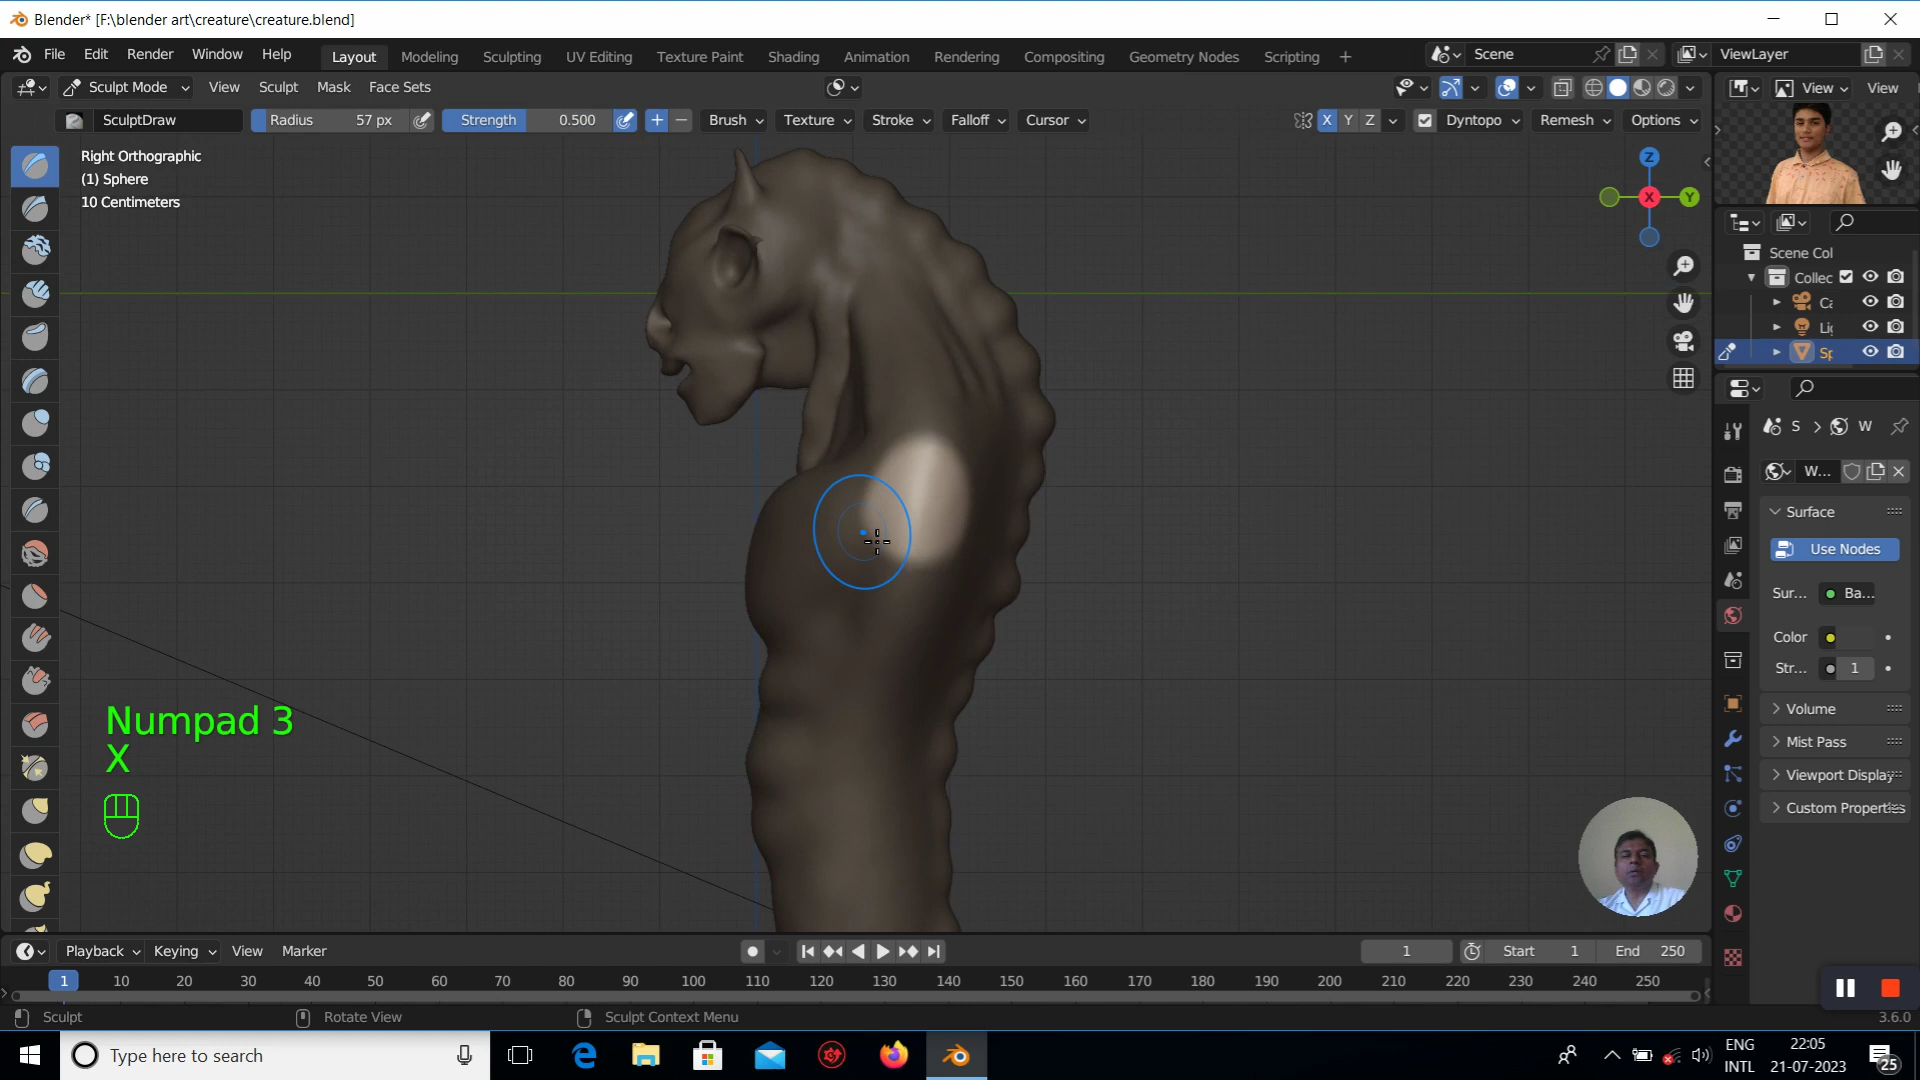 Blender* [F:\blender art\creature\creature.blend]
File Edit Render Window Help Layout Modeling Sculpting UV Editing Texture Paint Shading Animation Rendering Compositing Geometry Nodes Scripting + Scene ViewLayer
Sculpt Mode View Sculpt Mask Face Sets View View
SculptDraw Radius 57 px Strength 0.500 + − Brush Texture Stroke Falloff Cursor X Y Z Dyntopo Remesh Options
Right Orthographic
(1) Sphere
10 Centimeters
Z
X Y
Scene Col
Collec
Ca
Li
Sp
S > W
W...
Surface
Use Nodes
Sur... Ba...
Color
Str... 1
Volume
Mist Pass
Viewport Display
Custom Properties
Numpad 3
X
Playback Keying View Marker 1 Start 1 End 250
1 10 20 30 40 50 60 70 80 90 100 110 120 130 140 150 160 170 180 190 200 210 220 230 240 250
Sculpt Rotate View Sculpt Context Menu 3.6.0
Type here to search
ENG 22:05
INTL 21-07-2023 25